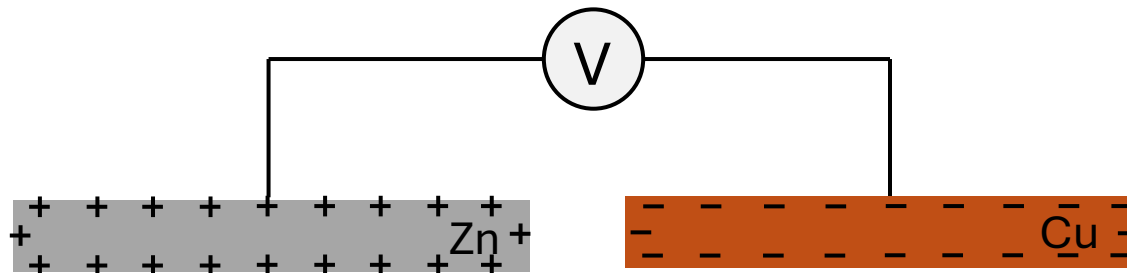 V
+ + + + + + + + + − − − − − − − − −
+ Zn + − Cu −
+ + + + + + + + + − − − − − − − − −